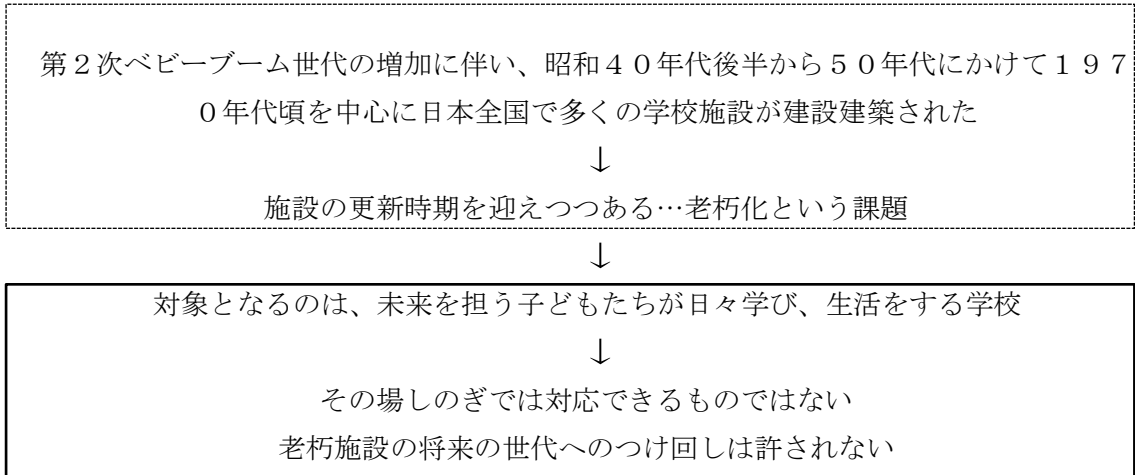 第２次ベビーブーム世代の増加に伴い、昭和４０年代後半から５０年代にかけて１９７
０年代頃を中心に日本全国で多くの学校施設が建設建築された
↓
施設の更新時期を迎えつつある…老朽化という課題
↓
対象となるのは、未来を担う子どもたちが日々学び、生活をする学校
↓
その場しのぎでは対応できるものではない
老朽施設の将来の世代へのつけ回しは許されない